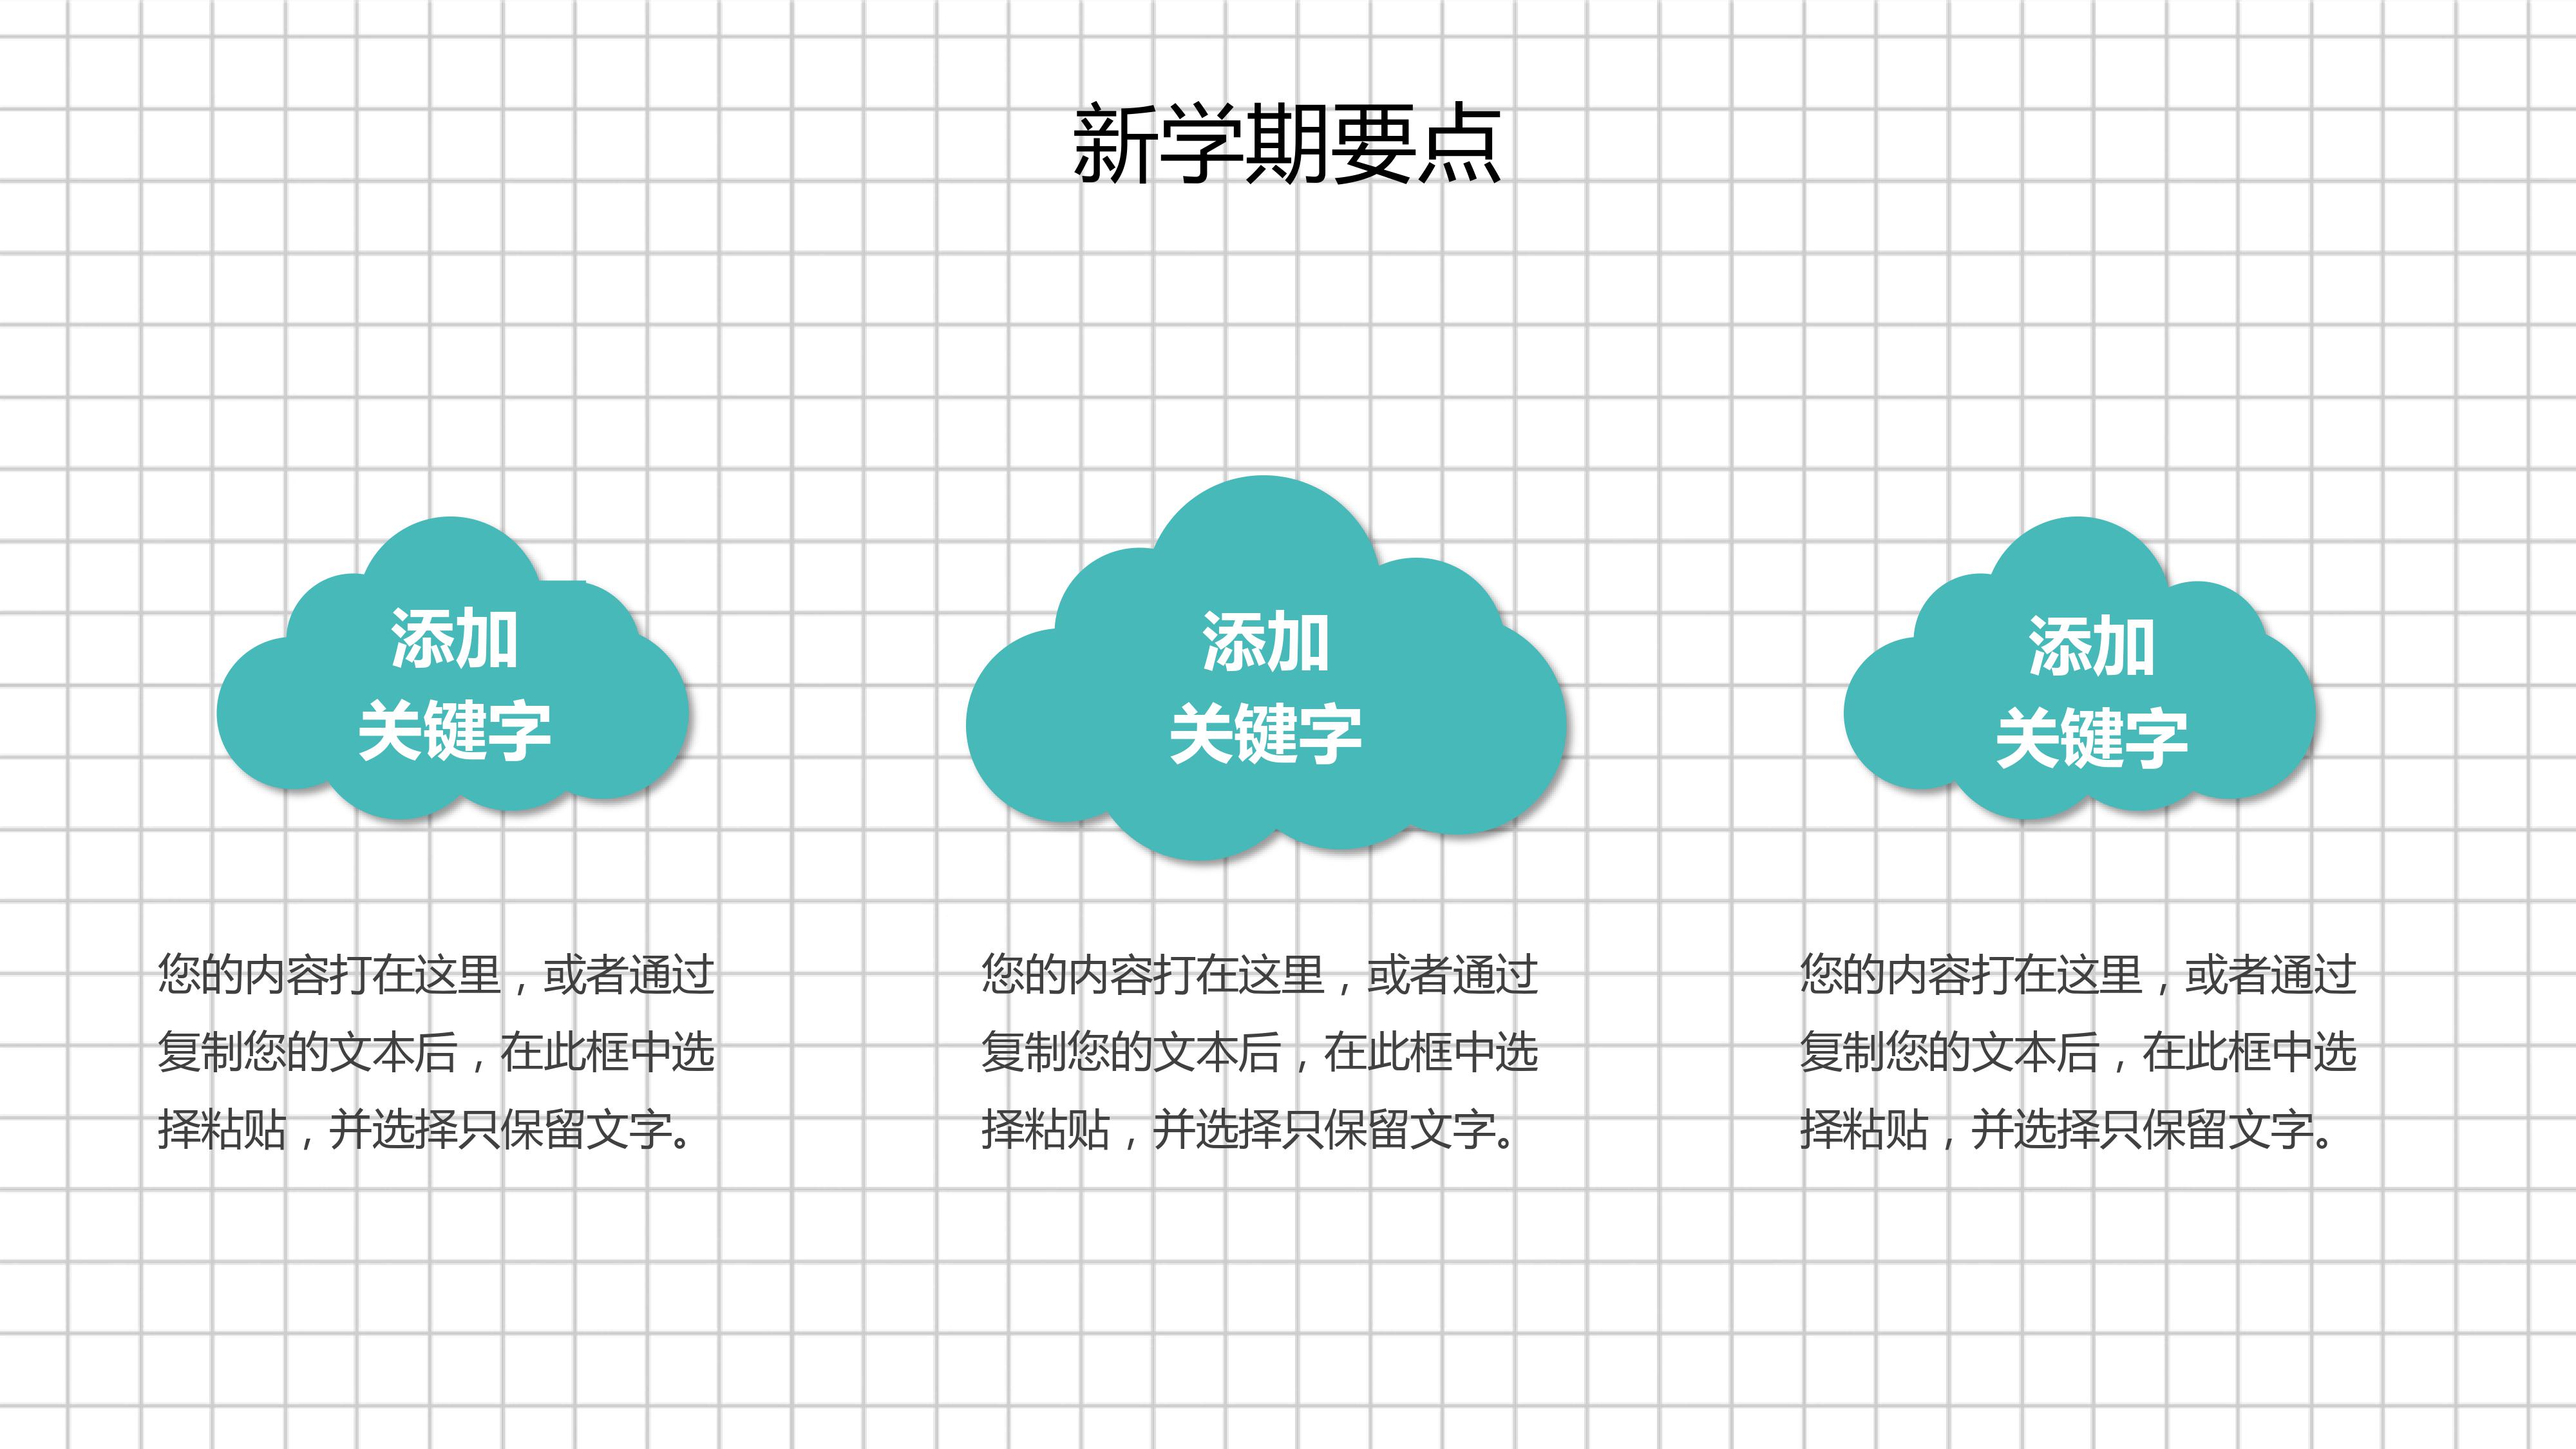 新学期要点
添加
关键字
添加
关键字
添加
关键字
您的内容打在这里，或者通过
复制您的文本后，在此框中选
择粘贴，并选择只保留文字。
您的内容打在这里，或者通过
复制您的文本后，在此框中选
择粘贴，并选择只保留文字。
您的内容打在这里，或者通过
复制您的文本后，在此框中选
择粘贴，并选择只保留文字。